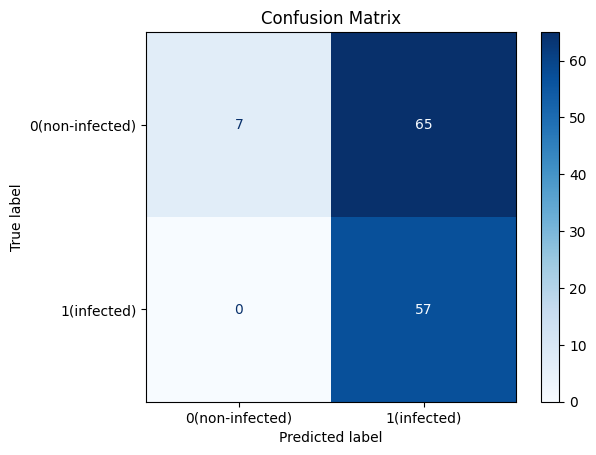 Confusion Matrix
True label
0(non-infected)
7
65
1(infected)
0
57
0(non-infected)
1(infected)
Predicted label
60
50
40
30
20
10
0